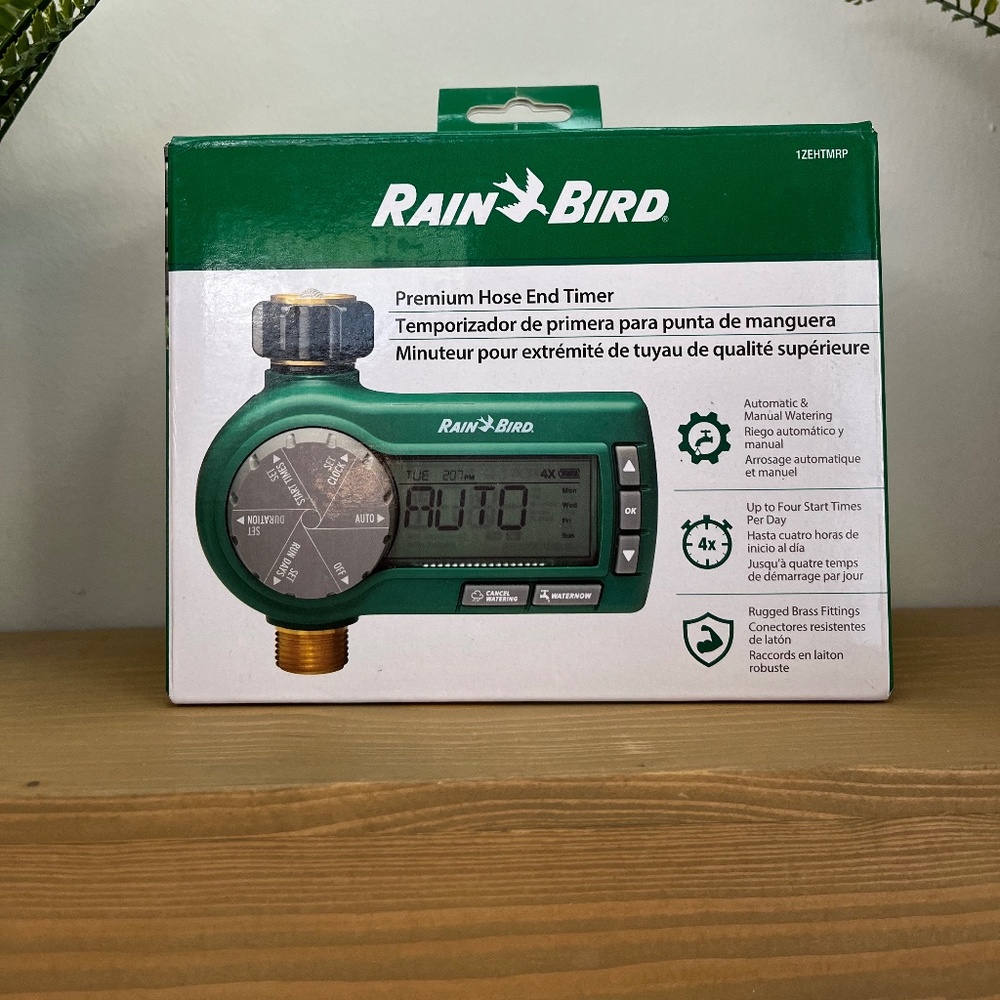 1ZEHTMRP
RAIN BIRD®
Premium Hose End Timer
Temporizador de primera para punta de manguera
Minuteur pour extrémité de tuyau de qualité supérieure
RAIN BIRD
SET
CLOCK
SET
START TIMES
SET
DURATION
SET
RUN DAYS
OFF
AUTO
TUE 2:07PM 4X
AUTO
Mon
Wed
Fri
Sun
OK
CANCEL
WATERING
WATERNOW
Automatic &
Manual Watering
Riego automático y
manual
Arrosage automatique
et manuel
4x
Up to Four Start Times
Per Day
Hasta cuatro horas de
inicio al día
Jusqu'à quatre temps
de démarrage par jour
Rugged Brass Fittings
Conectores resistentes
de latón
Raccords en laiton
robuste